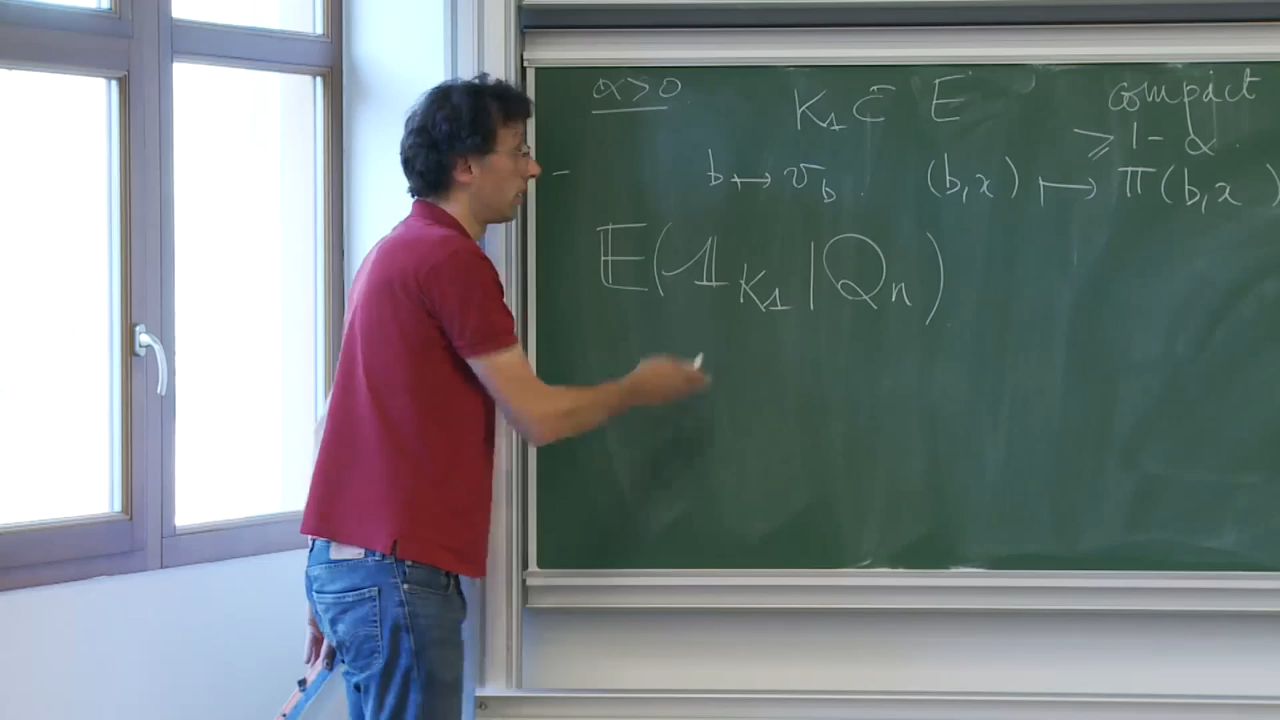 α > 0 K₁ ⊂ E compact
⩾ 1 - α.
- b ↦ v_b. (b,x) ↦ π(b,x)
𝔼(𝟙_{K₁} | Q_n)